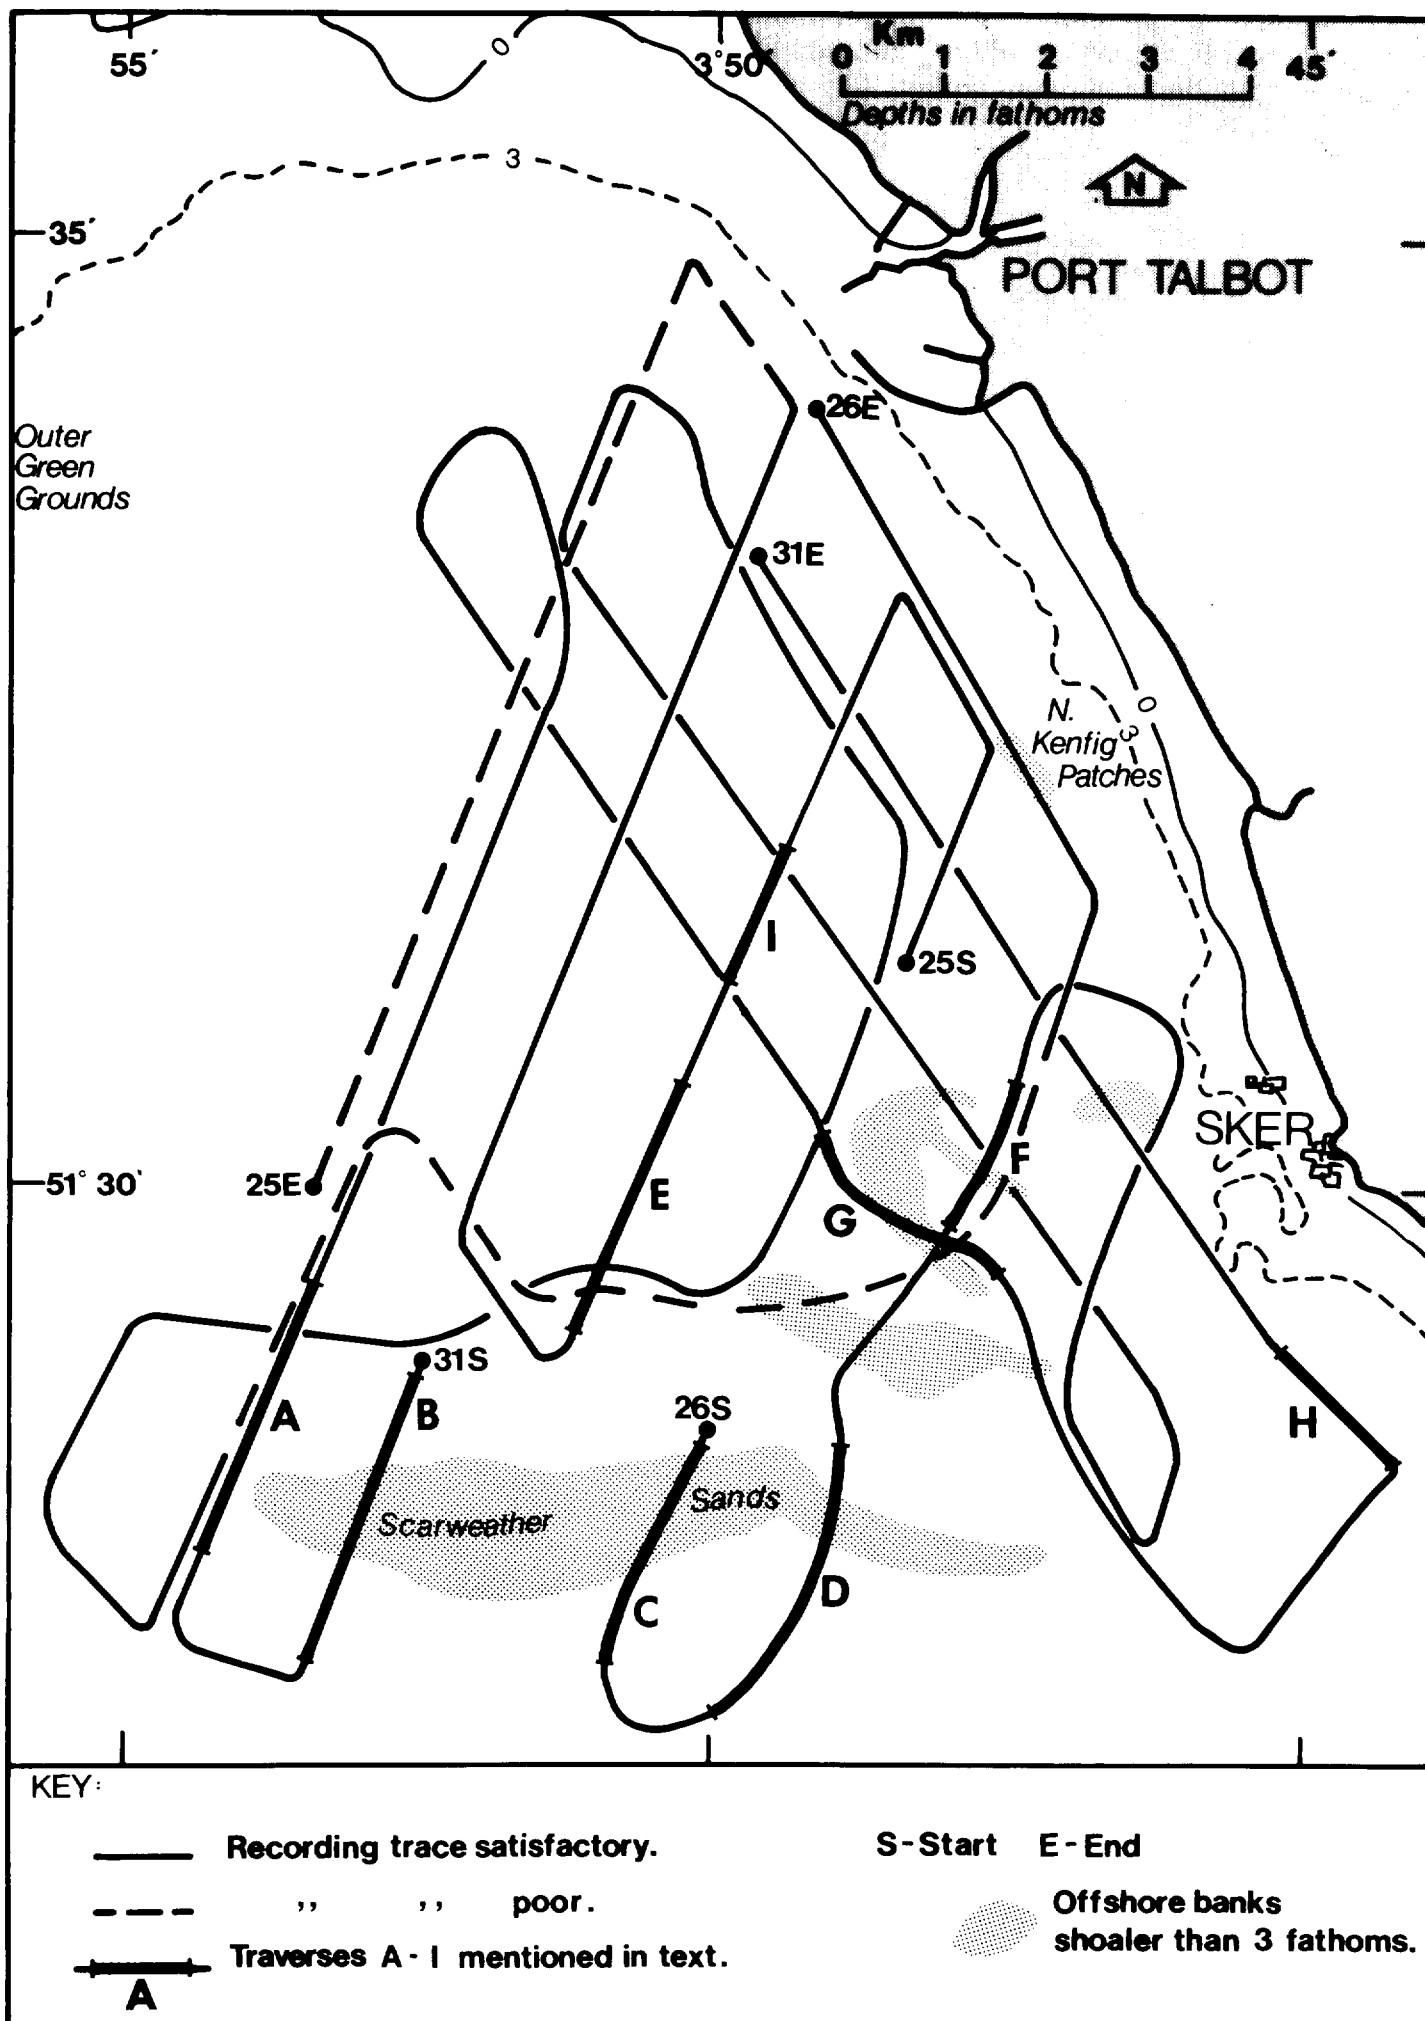 55′
3°50′
Km
0 1 2 3 4
45′
Depths in fathoms
0
3
N
35′
PORT TALBOT
26E
Outer
Green
Grounds
31E
0
N.
Kenfig
3
Patches
I
25S
SKER
F
51° 30′
25E
E
G
31S
A
B
26S
H
Sands
Scarweather
C
D
KEY:
Recording trace satisfactory.
,, ,, poor.
Traverses A - I mentioned in text.
A
S-Start E-End
Offshore banks
shoaler than 3 fathoms.